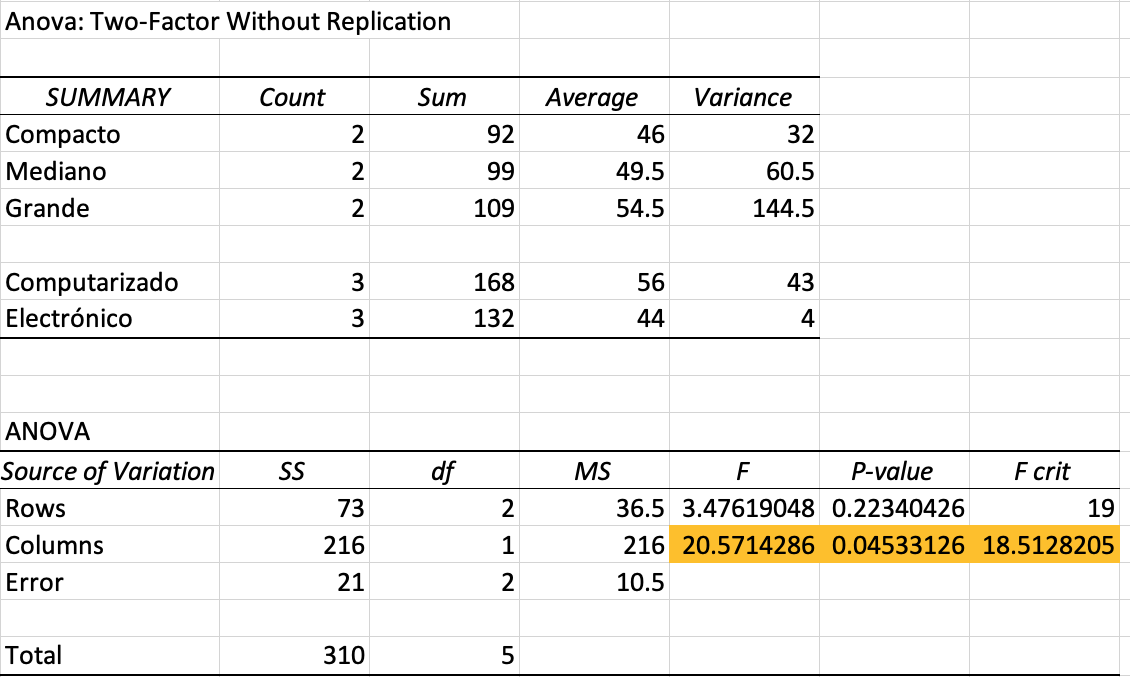 Anova: Two-Factor Without Replication
SUMMARY Count Sum Average Variance
Compacto 2 92 46 32
Mediano 2 99 49.5 60.5
Grande 2 109 54.5 144.5
Computarizado 3 168 56 43
Electrónico 3 132 44 4
ANOVA
Source of Variation SS df MS F P-value F crit
Rows 73 2 36.5 3.47619048 0.22340426 19
Columns 216 1 216 20.5714286 0.04533126 18.5128205
Error 21 2 10.5
Total 310 5